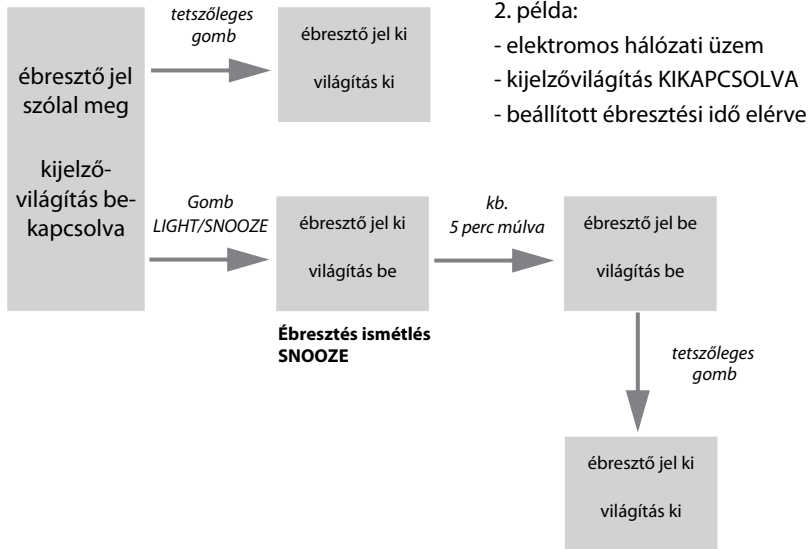 2. példa:
- elektromos hálózati üzem
- kijelzővilágítás KIKAPCSOLVA
- beállított ébresztési idő elérve
ébresztő jel
szólal meg
kijelző-
világítás be-
kapcsolva
tetszőleges
gomb
ébresztő jel ki
világítás ki
Gomb
LIGHT/SNOOZE
ébresztő jel ki
világítás be
Ébresztés ismétlés
SNOOZE
kb.
5 perc múlva
ébresztő jel be
világítás be
tetszőleges
gomb
ébresztő jel ki
világítás ki